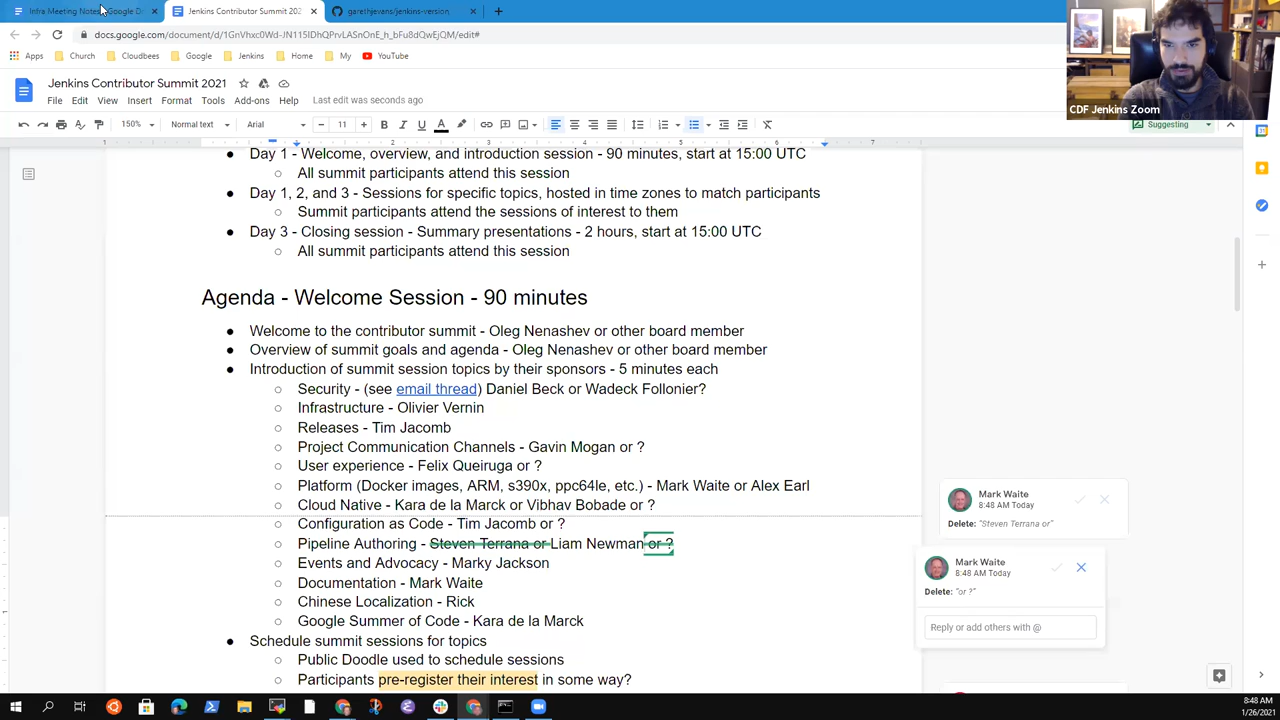 Infra Meeting Notes - Google Do
Jenkins Contributor Summit 202
garethjevans/jenkins-version
docs.google.com/document/d/1GnVhxc0Wd-JN115IDhQPrvLASnOnE_h_bFu8dQwEjQM/edit#
Apps Church Cloudbees Google Jenkins Home My YouTube
CDF Jenkins Zoom
Jenkins Contributor Summit 2021
File Edit View Insert Format Tools Add-ons Help Last edit was seconds ago
150% Normal text Arial 11 Suggesting
1 2 3 4 5 6 7
Day 1 - Welcome, overview, and introduction session - 90 minutes, start at 15:00 UTC
All summit participants attend this session
Day 1, 2, and 3 - Sessions for specific topics, hosted in time zones to match participants
Summit participants attend the sessions of interest to them
Day 3 - Closing session - Summary presentations - 2 hours, start at 15:00 UTC
All summit participants attend this session
Agenda - Welcome Session - 90 minutes
Welcome to the contributor summit - Oleg Nenashev or other board member
Overview of summit goals and agenda - Oleg Nenashev or other board member
Introduction of summit session topics by their sponsors - 5 minutes each
Security - (see email thread) Daniel Beck or Wadeck Follonier?
Infrastructure - Olivier Vernin
Releases - Tim Jacomb
Project Communication Channels - Gavin Mogan or ?
User experience - Felix Queiruga or ?
Platform (Docker images, ARM, s390x, ppc64le, etc.) - Mark Waite or Alex Earl
Cloud Native - Kara de la Marck or Vibhav Bobade or ?
Configuration as Code - Tim Jacomb or ?
Pipeline Authoring - Steven Terrana or Liam Newman or ?
Events and Advocacy - Marky Jackson
Documentation - Mark Waite
Chinese Localization - Rick
Google Summer of Code - Kara de la Marck
Schedule summit sessions for topics
Public Doodle used to schedule sessions
Participants pre-register their interest in some way?
Mark Waite
8:48 AM Today
Delete: "Steven Terrana or"
Mark Waite
8:48 AM Today
Delete: "or ?"
Reply or add others with @
8:48 AM
1/26/2021